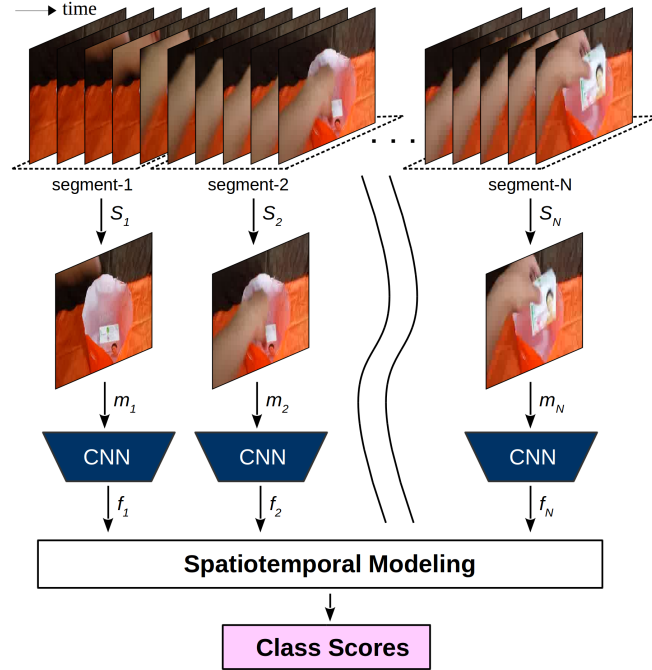 time
. . .
segment-1 segment-2 segment-N
S1 S2 SN
m1 m2 mN
CNN CNN CNN
f1 f2 fN
Spatiotemporal Modeling
Class Scores